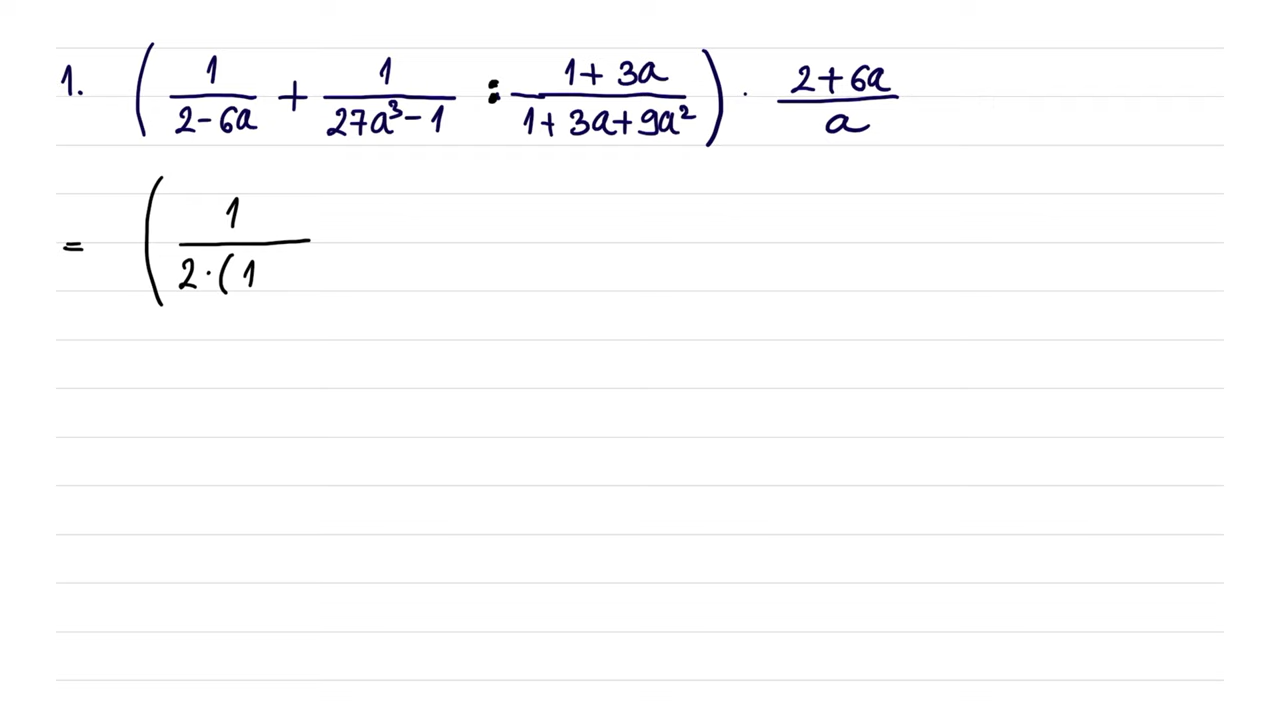 1. ( 1/(2-6a) + 1/(27a³-1) : (1+3a)/(1+3a+9a²) ) · (2+6a)/a
= ( 1/(2·(1